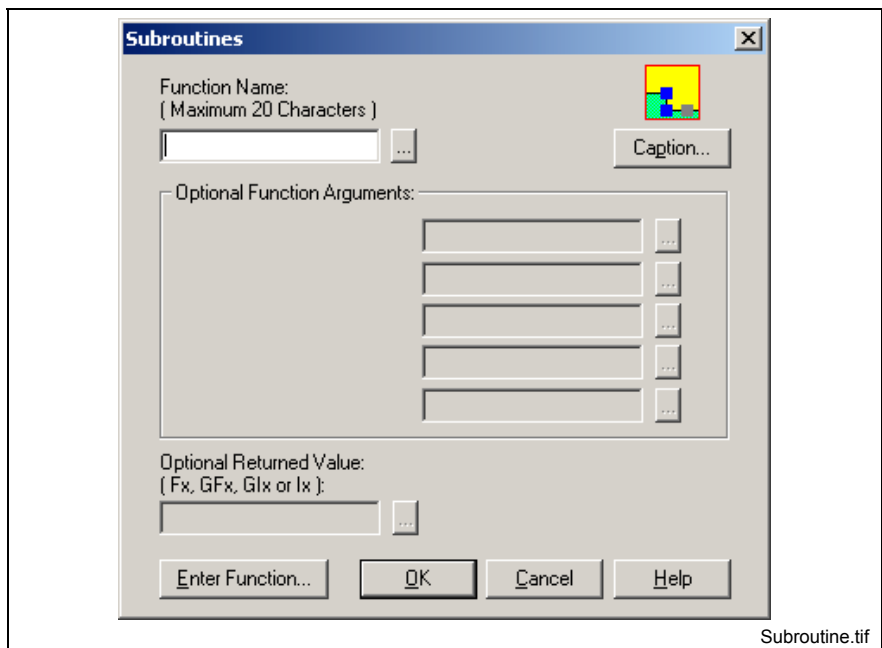 Subroutines
Function Name:
( Maximum 20 Characters )
...
Caption...
Optional Function Arguments:
...
...
...
...
...
Optional Returned Value:
( Fx, GFx, GIx or Ix ):
...
Enter Function... OK Cancel Help
Subroutine.tif